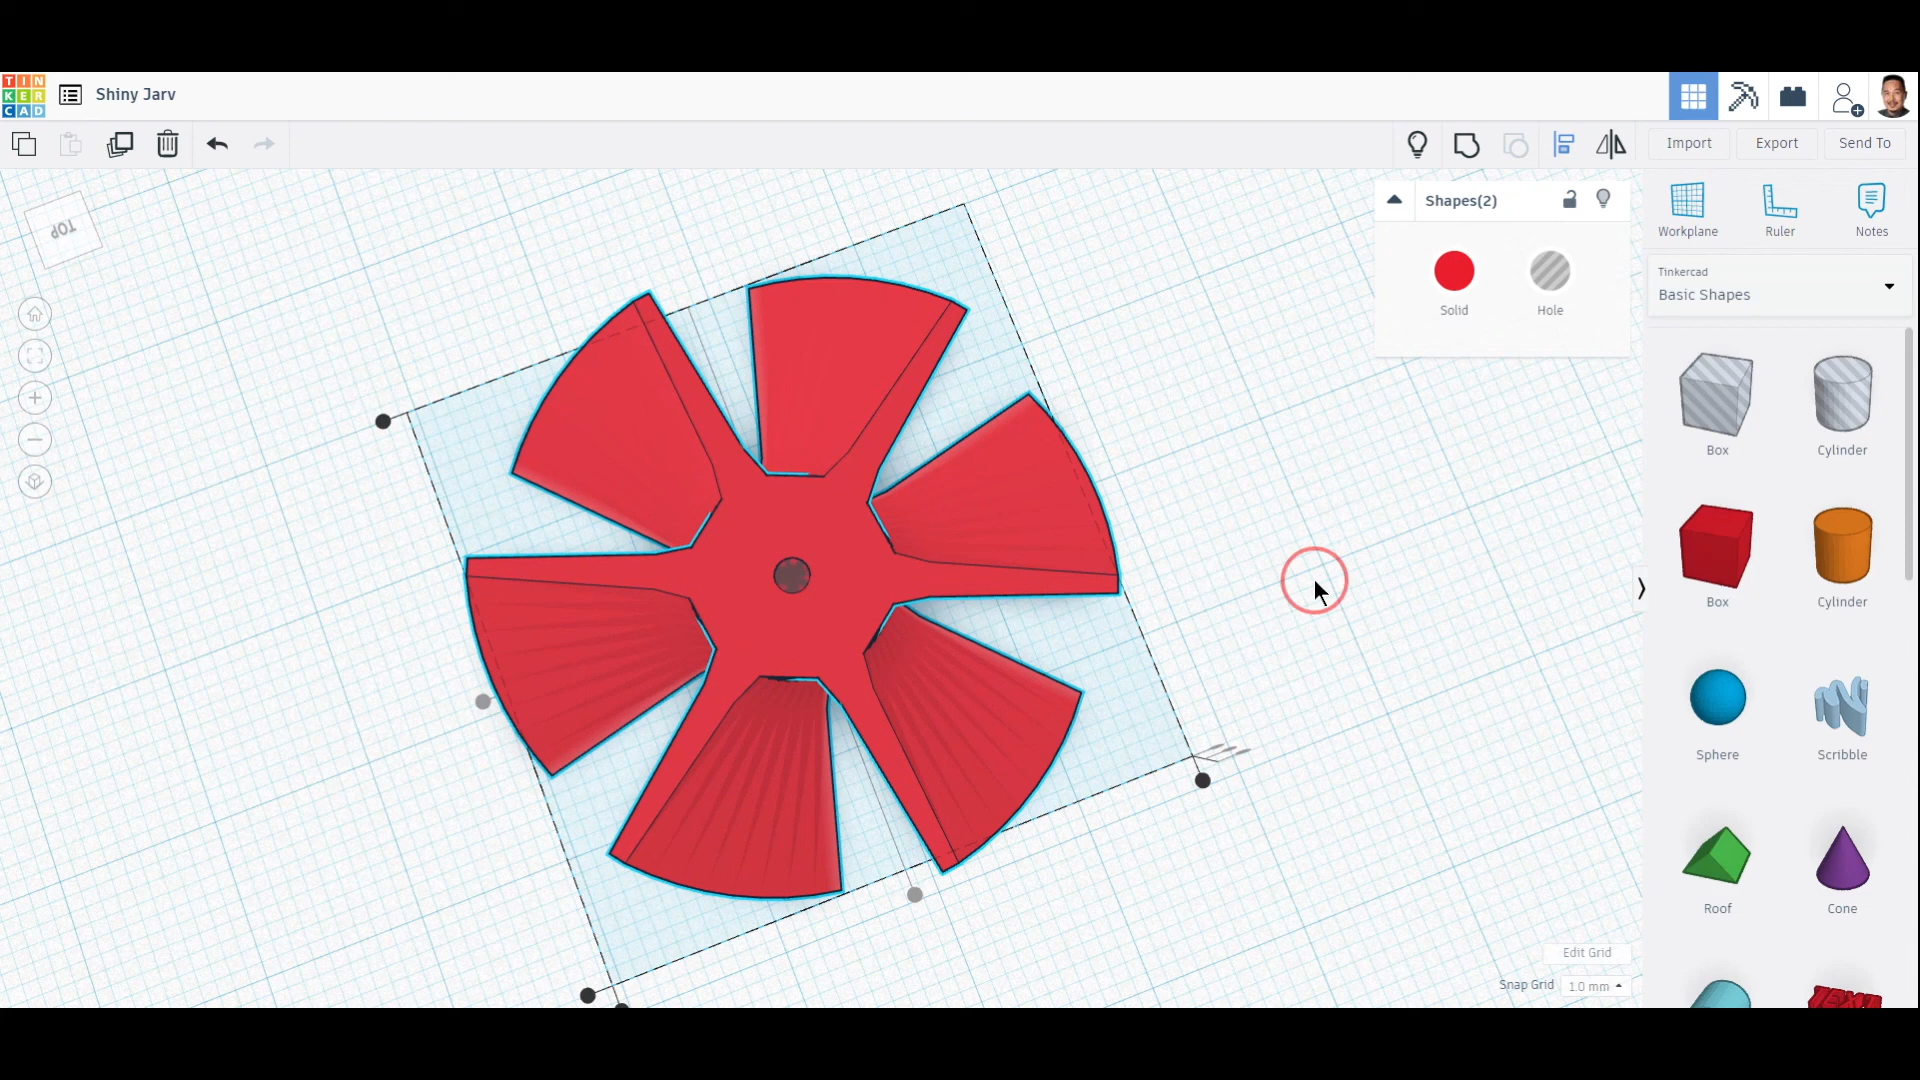 TIN
KER
CAD
Shiny Jarv
Import
Export
Send To
TOP
Shapes(2)
Solid
Hole
Workplane
Ruler
Notes
Tinkercad
Basic Shapes
Box
Cylinder
Box
Cylinder
Sphere
Scribble
Roof
Cone
TEXT
Edit Grid
Snap Grid
1.0 mm